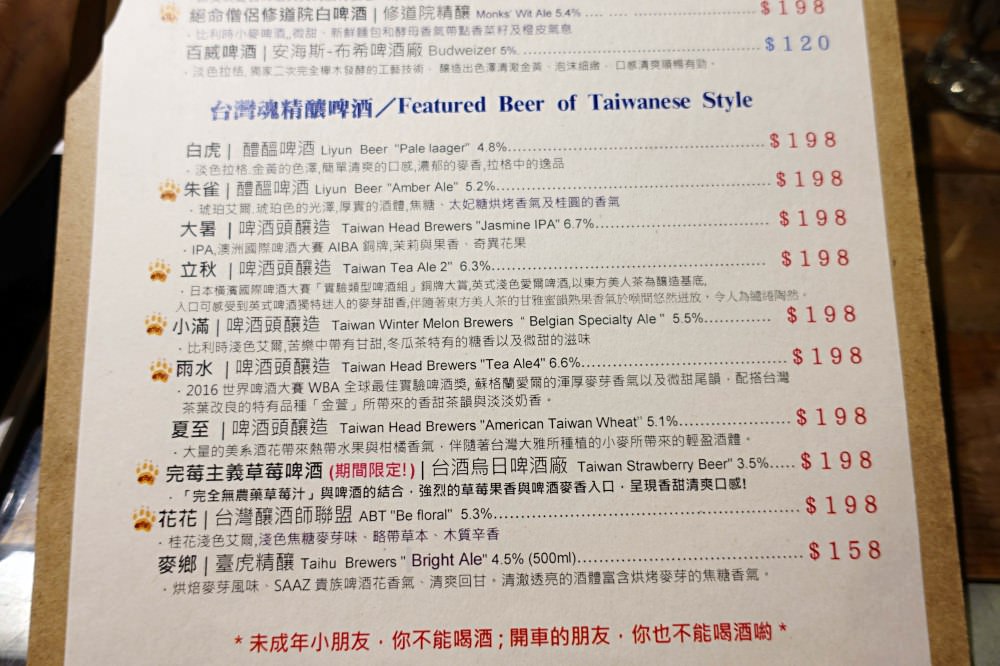 絕命僧侶修道院白啤酒 | 修道院精釀 Monks' Wit Ale 5.4%.... $198
．比利時小麥啤酒,微甜、新鮮麵包和酵母香氣帶點香菜籽及橙皮氣息
百威啤酒 | 安海斯-布希啤酒廠 Budweizer 5%. $120
．淡色拉格, 獨家二次完全櫸木發酵的工藝技術， 釀造出色澤清澈金黃、泡沫細緻， 口感清爽順暢有勁。
台灣魂精釀啤酒／Featured Beer of Taiwanese Style
白虎 | 醴醞啤酒 Liyun Beer "Pale laager" 4.8%.... $198
．淡色拉格.金黃的色澤,簡單清爽的口感,濃郁的麥香,拉格中的逸品
朱雀 | 醴醞啤酒 Liyun Beer "Amber Ale" 5.2%.... $198
．琥珀艾爾.琥珀色的光澤,厚實的酒體,焦糖、太妃糖烘烤香氣及桂圓的香氣
大暑 | 啤酒頭釀造 Taiwan Head Brewers "Jasmine IPA" 6.7%.... $198
．IPA,澳洲國際啤酒大賽 AIBA 銅牌,茉莉與果香、奇異花果
立秋 | 啤酒頭釀造 Taiwan Tea Ale 2" 6.3%.... $198
．日本橫濱國際啤酒大賽「實驗類型啤酒組」銅牌大賞,英式淺色愛爾啤酒,以東方美人茶為釀造基底,
入口可感受到英式啤酒獨特迷人的麥芽甜香,伴隨著東方美人茶的甘雅蜜韻熟果香氣於喉間悠然迸放，令人為繾綣陶然。
小滿 | 啤酒頭釀造 Taiwan Winter Melon Brewers " Belgian Specialty Ale " 5.5%.... $198
．比利時淺色艾爾,苦樂中帶有甘甜,冬瓜茶特有的糖香以及微甜的滋味
雨水 | 啤酒頭釀造 Taiwan Head Brewers "Tea Ale4" 6.6%.... $198
．2016 世界啤酒大賽 WBA 全球最佳實驗啤酒獎, 蘇格蘭愛爾的渾厚麥芽香氣以及微甜尾韻，配搭台灣
茶葉改良的特有品種「金萱」所帶來的香甜茶韻與淡淡奶香。
夏至 | 啤酒頭釀造 Taiwan Head Brewers "American Taiwan Wheat" 5.1%.... $198
．大量的美系酒花帶來熱帶水果與柑橘香氣，伴隨著台灣大雅所種植的小麥所帶來的輕盈酒體。
完莓主義草莓啤酒 (期間限定!) | 台酒烏日啤酒廠 Taiwan Strawberry Beer" 3.5%..... $198
．「完全無農藥草莓汁」與啤酒的結合，強烈的草莓果香與啤酒麥香入口，呈現香甜清爽口感!
花花 | 台灣釀酒師聯盟 ABT "Be floral" 5.3%.... $198
．桂花淺色艾爾,淺色焦糖麥芽味、略帶草本、木質辛香
麥鄉 | 臺虎精釀 Taihu Brewers " Bright Ale" 4.5% (500ml).... $158
．烘焙麥芽風味、SAAZ 貴族啤酒花香氣、清爽回甘。清澈透亮的酒體富含烘烤麥芽的焦糖香氣。
* 未成年小朋友，你不能喝酒 ; 開車的朋友，你也不能喝酒喲 *